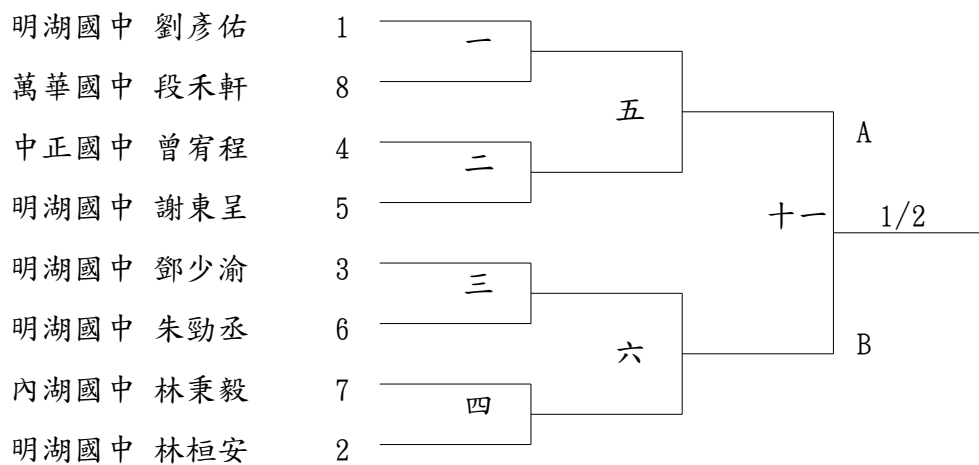 明湖國中 劉彥佑 1
一
萬華國中 段禾軒 8
五
A
中正國中 曾宥程 4
二
明湖國中 謝東呈 5
十一 1/2
明湖國中 鄧少渝 3
三
明湖國中 朱勁丞 6
六
B
內湖國中 林秉毅 7
四
明湖國中 林桓安 2